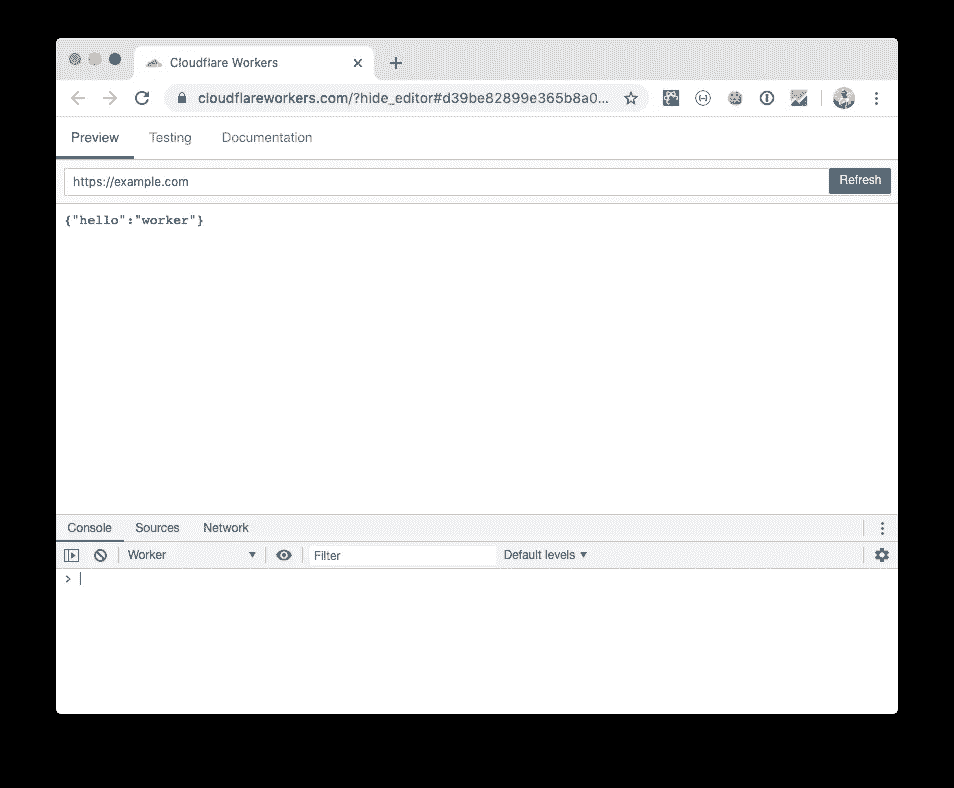 Cloudflare Workers
cloudflareworkers.com/?hide_editor#d39be82899e365b8a0...
Preview Testing Documentation
https://example.com Refresh
{"hello":"worker"}
Console Sources Network
Worker Filter Default levels
>